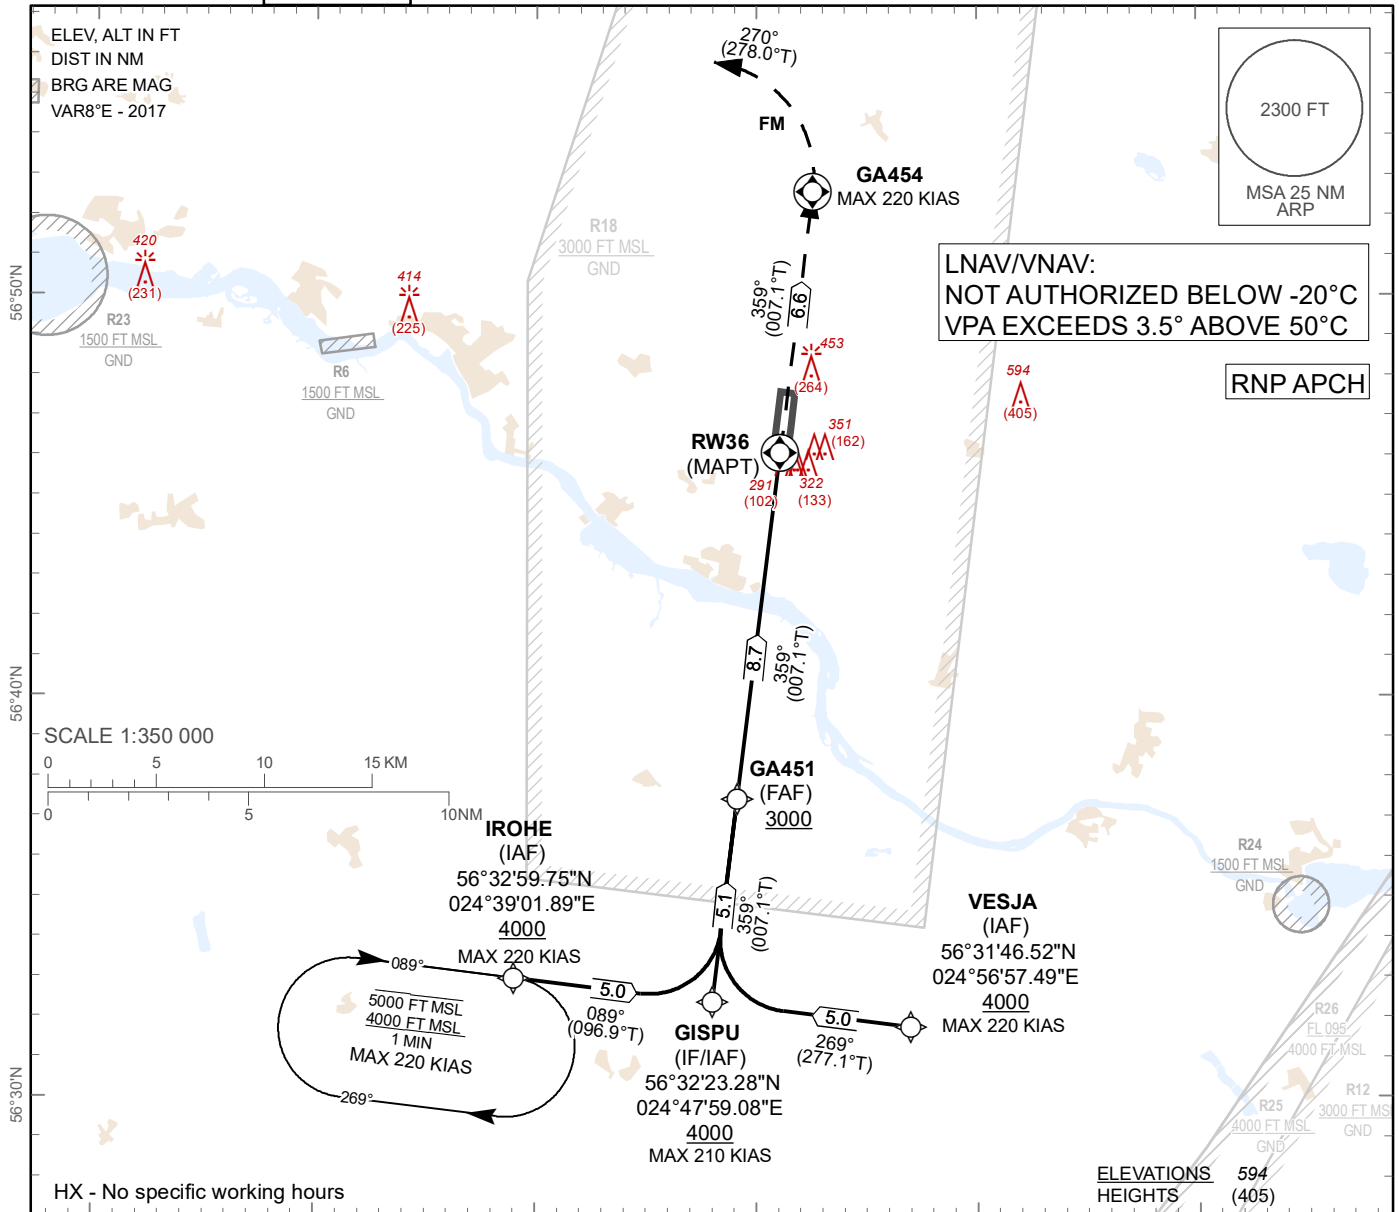 ELEV, ALT IN FT
DIST IN NM
BRG ARE MAG
VAR8°E - 2017
270°
(278.0°T)
FM
2300 FT
MSA 25 NM
ARP
GA454
MAX 220 KIAS
R18
3000 FT MSL
GND
LNAV/VNAV:
NOT AUTHORIZED BELOW -20°C
VPA EXCEEDS 3.5° ABOVE 50°C
RNP APCH
56°50'N
420
(231)
R23
1500 FT MSL
GND
414
(225)
R6
1500 FT MSL
GND
359°
(007.1°T)
6.6
453
(264)
594
(405)
RW36
(MAPT)
351
(162)
291
(102)
322
(133)
8.7
359°
(007.1°T)
56°40'N
SCALE 1:350 000
0 5 10 15 KM
0 5 10NM
GA451
(FAF)
3000
IROHE
(IAF)
56°32'59.75"N
024°39'01.89"E
4000
MAX 220 KIAS
5.1
359°
(007.1°T)
R24
1500 FT MSL
GND
VESJA
(IAF)
56°31'46.52"N
024°56'57.49"E
4000
MAX 220 KIAS
089°
5000 FT MSL
4000 FT MSL
1 MIN
MAX 220 KIAS
269°
5.0
089°
(096.9°T)
5.0
269°
(277.1°T)
GISPU
(IF/IAF)
56°32'23.28"N
024°47'59.08"E
4000
MAX 210 KIAS
56°30'N
R26
FL 095
4000 FT MSL
R25
4000 FT MSL
GND
R12
3000 FT MS
GND
HX - No specific working hours
ELEVATIONS 594
HEIGHTS (405)